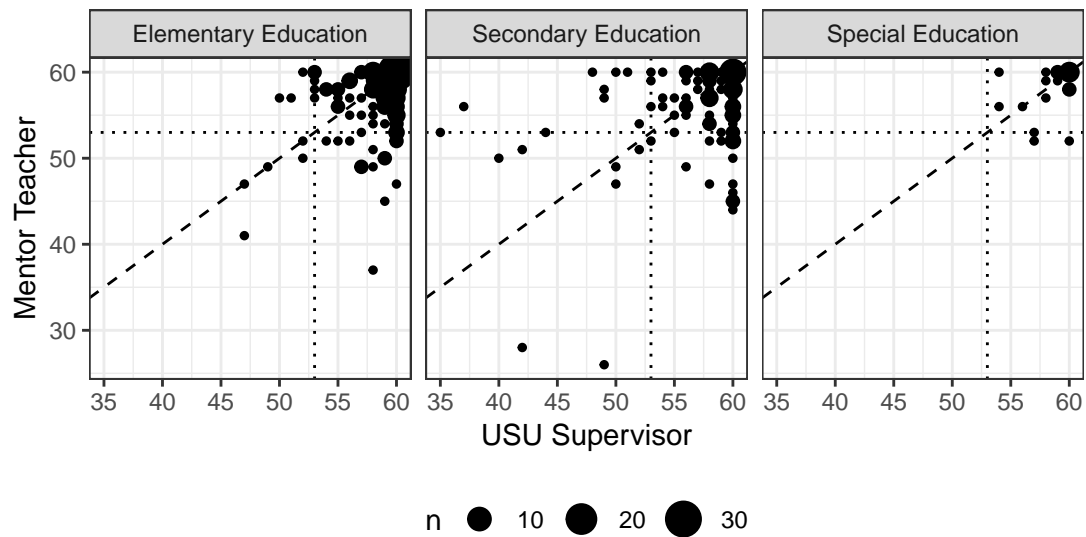 Elementary Education Secondary Education Special Education
60
50
40
30
Mentor Teacher
35 40 45 50 55 60 35 40 45 50 55 60 35 40 45 50 55 60
USU Supervisor
n 10 20 30